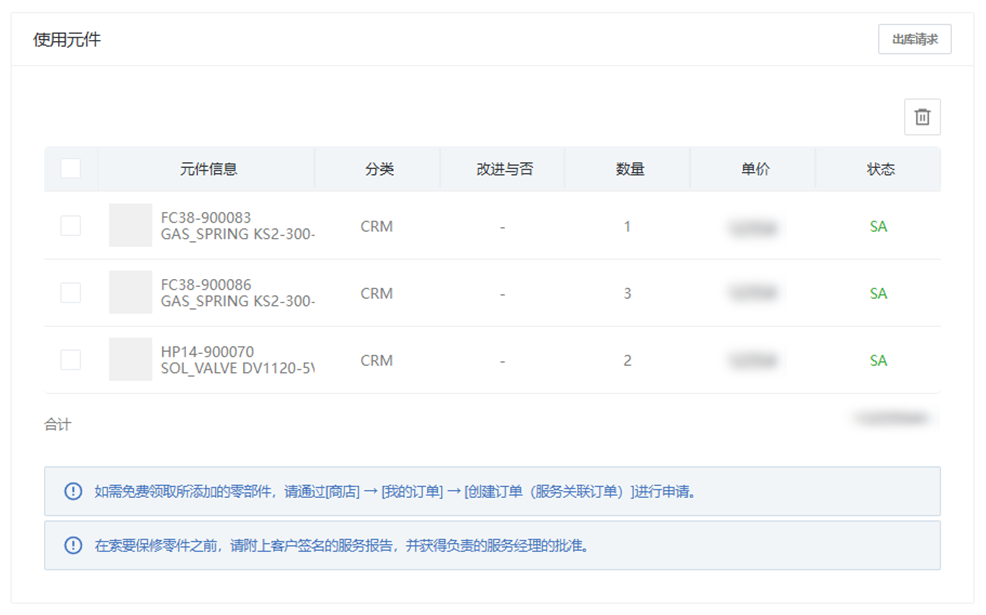 使用元件
出库请求
元件信息 分类 改进与否 数量 单价 状态
FC38-900083
GAS_SPRING KS2-300-
CRM - 1 SA
FC38-900086
GAS_SPRING KS2-300-
CRM - 3 SA
HP14-900070
SOL_VALVE DV1120-5
CRM - 2 SA
合计
如需免费领取所添加的零部件，请通过[商店] → [我的订单] → [创建订单（服务关联订单）]进行申请。
在索要保修零件之前，请附上客户签名的服务报告，并获得负责的服务经理的批准。